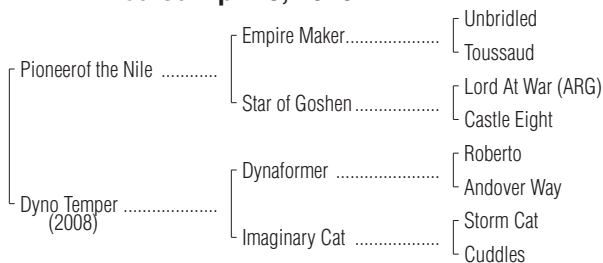 Unbridled
Empire Maker....................
Toussaud
Pioneerof the Nile ............
Lord At War (ARG)
Star of Goshen..................
Castle Eight
Roberto
Dynaformer ......................
Andover Way
Dyno Temper ....................
(2008)
Storm Cat
Imaginary Cat ..................
Cuddles